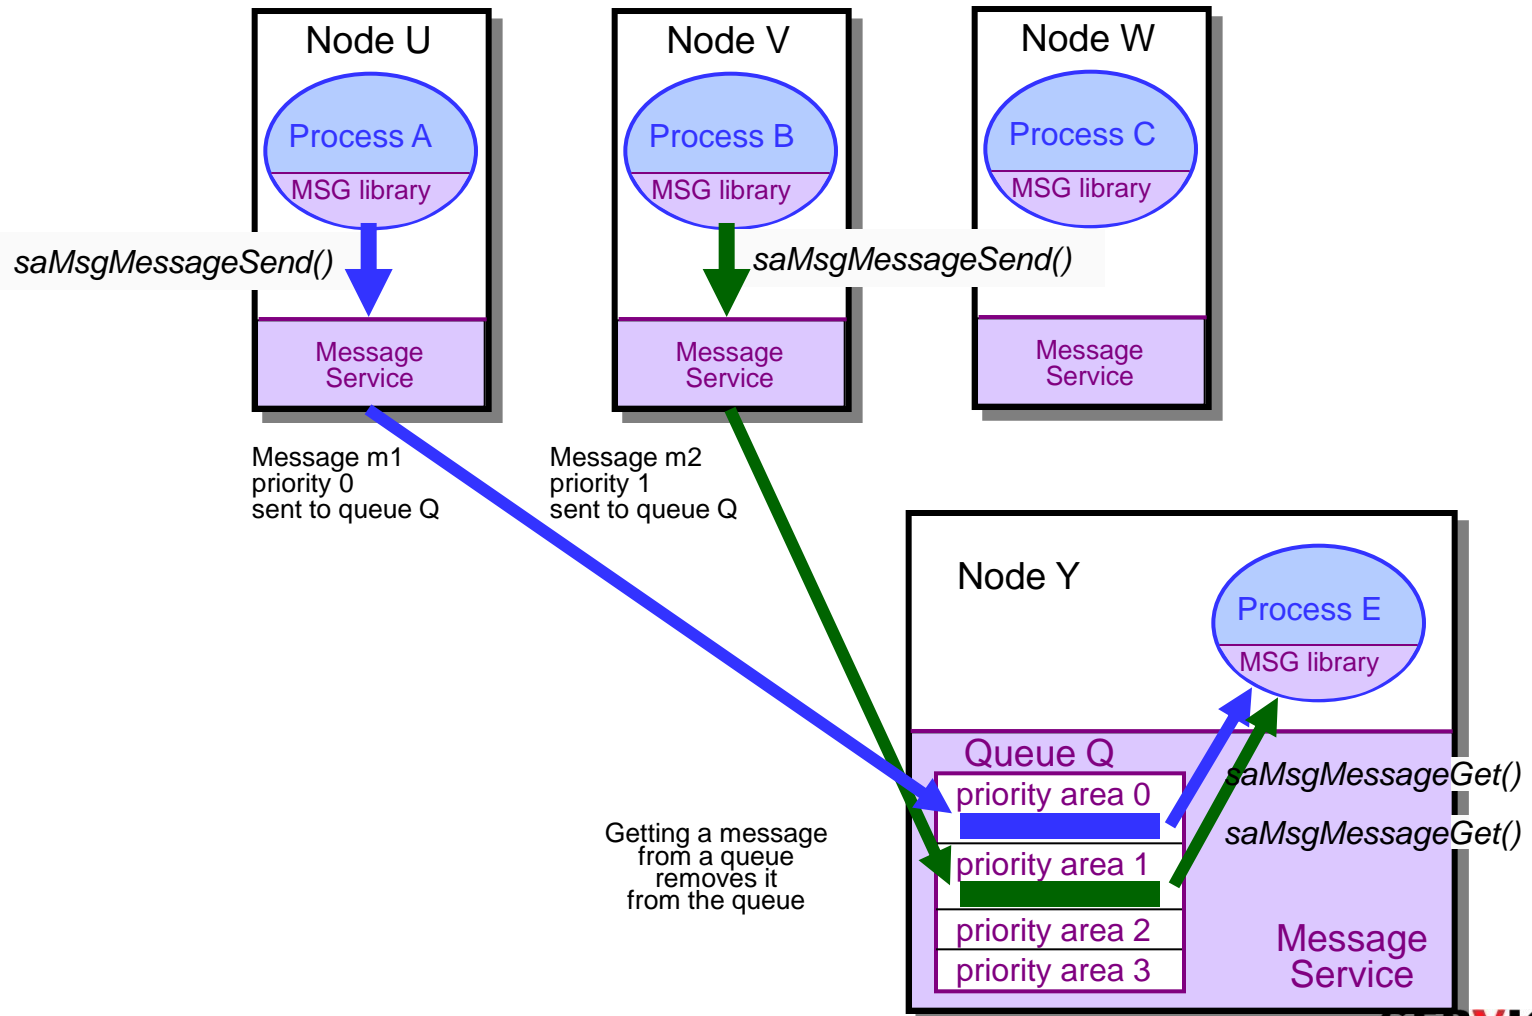 Node U
Process A
MSG library
saMsgMessageSend()
Message
Service
Node V
Process B
MSG library
saMsgMessageSend()
Message
Service
Node W
Process C
MSG library
Message
Service
Message m1
priority 0
sent to queue Q
Message m2
priority 1
sent to queue Q
Node Y
Process E
MSG library
Queue Q
priority area 0
priority area 1
priority area 2
priority area 3
saMsgMessageGet()
saMsgMessageGet()
Message
Service
Getting a message
from a queue
removes it
from the queue